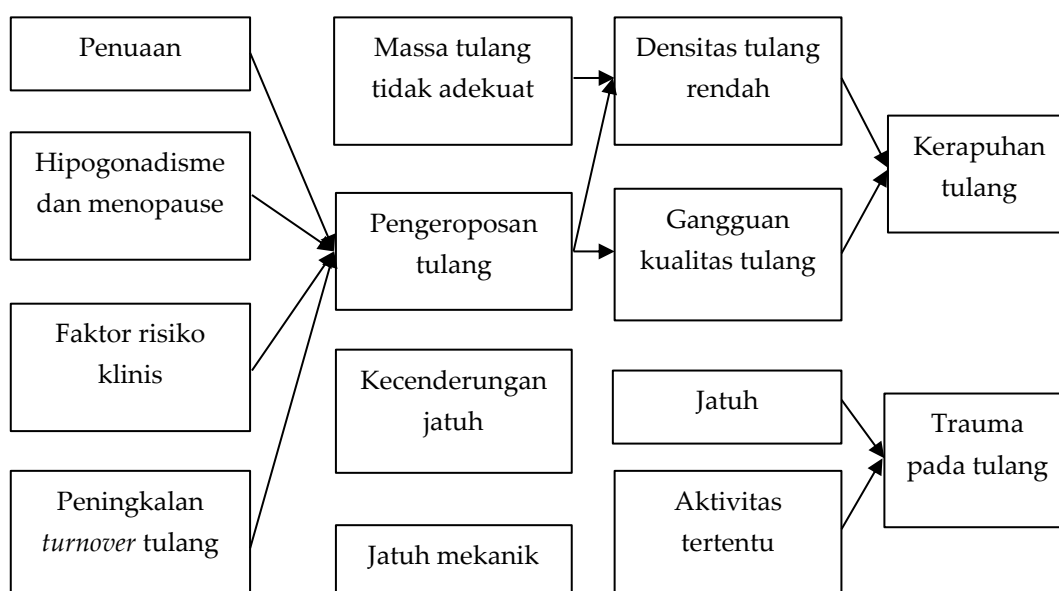 Penuaan
Hipogonadisme
dan menopause
Faktor risiko
klinis
Peningkalan
turnover tulang
Massa tulang
tidak adekuat
Pengeroposan
tulang
Kecenderungan
jatuh
Jatuh mekanik
Densitas tulang
rendah
Gangguan
kualitas tulang
Jatuh
Aktivitas
tertentu
Kerapuhan
tulang
Trauma
pada tulang